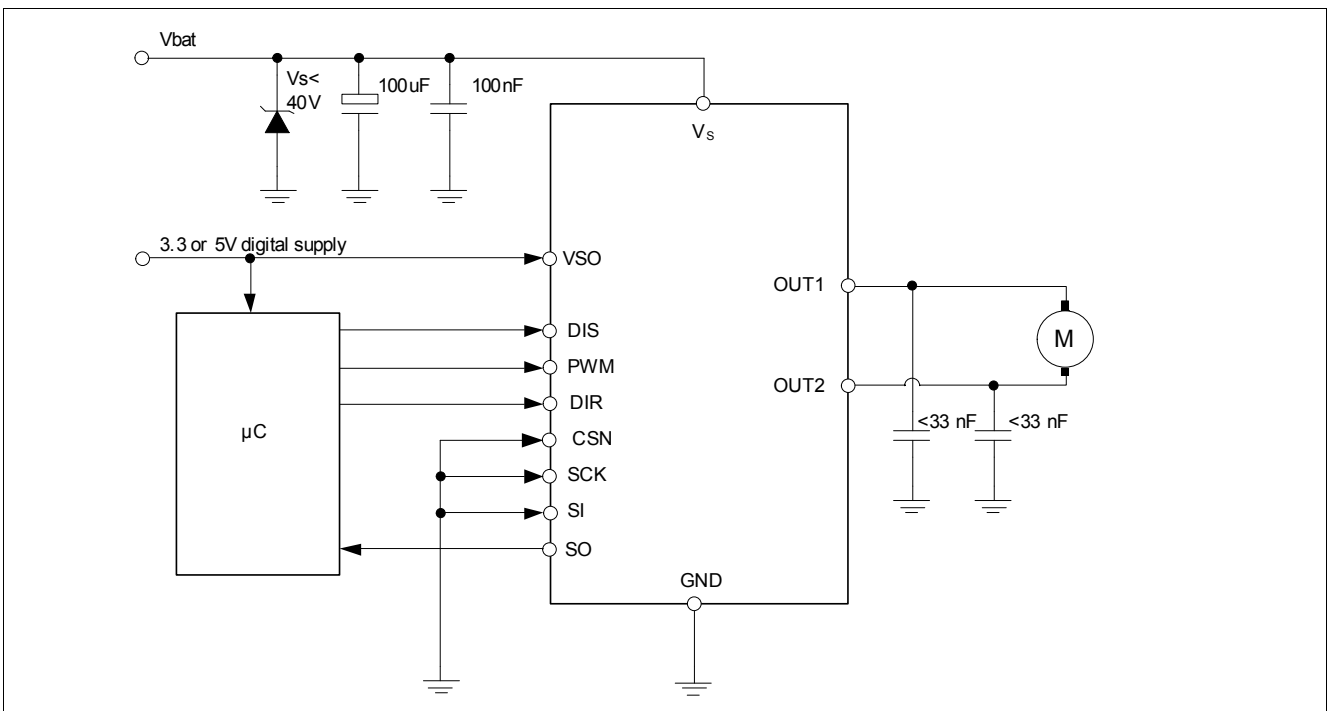 Vbat
Vs<
40V
100uF
100nF
Vs
3.3 or 5V digital supply
VSO
DIS
PWM
DIR
CSN
SCK
SI
SO
µC
OUT1
OUT2
M
<33 nF
<33 nF
GND